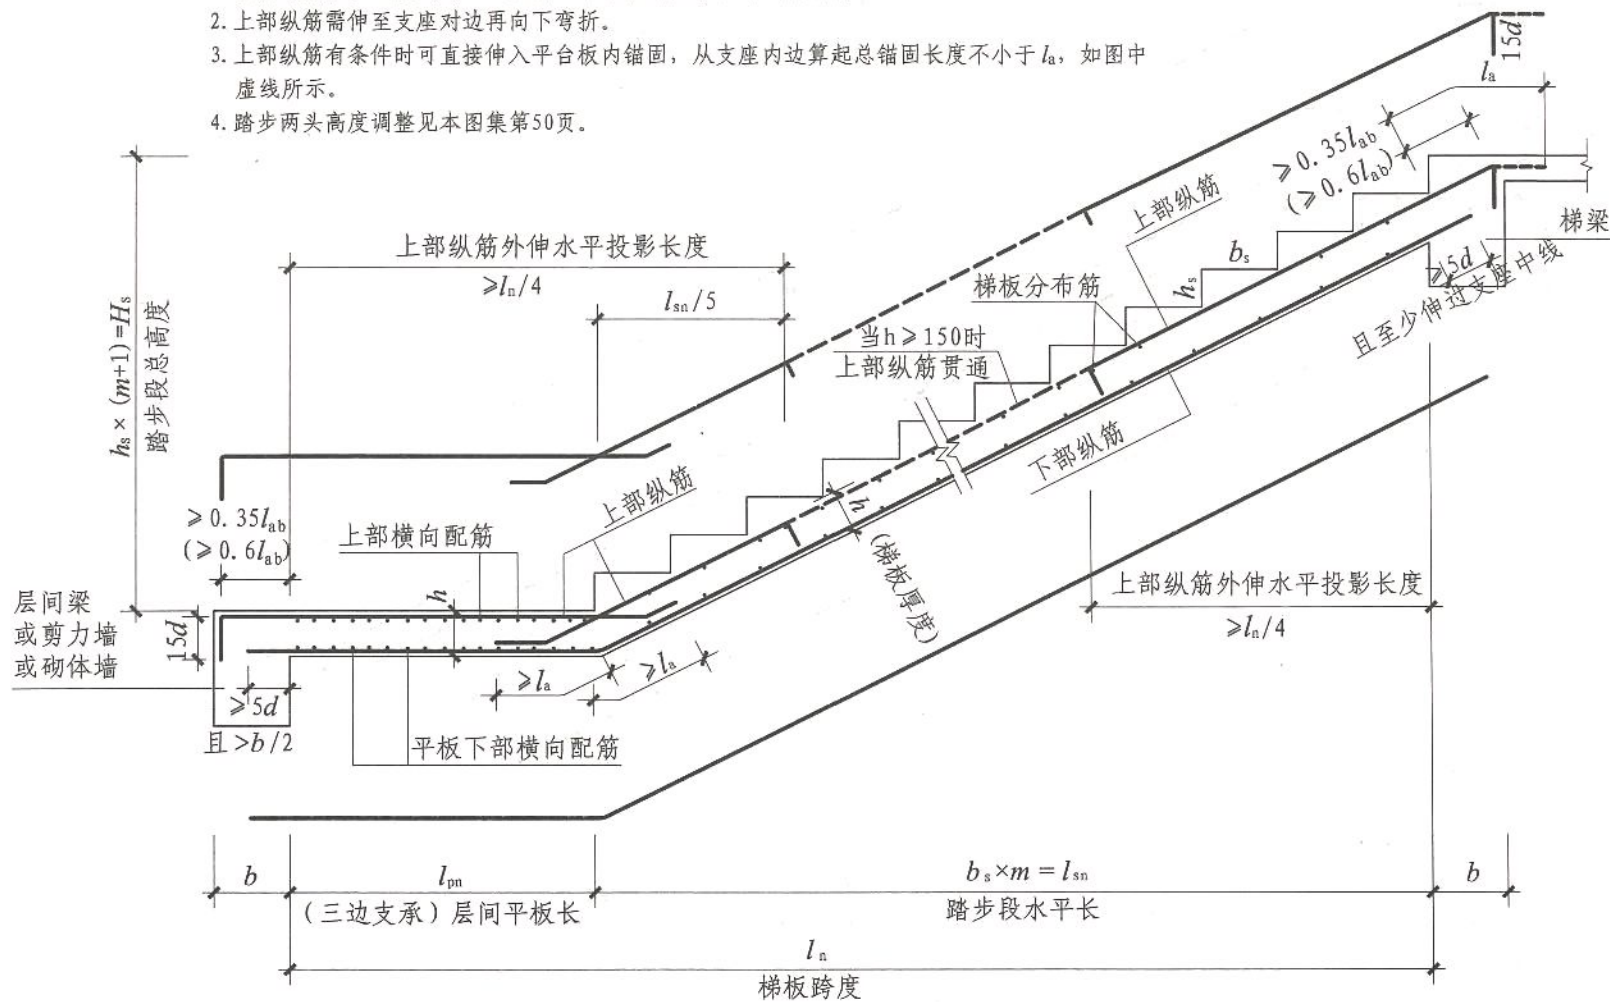 2. 上部纵筋需伸至支座对边再向下弯折。
3. 上部纵筋有条件时可直接伸入平台板内锚固，从支座内边算起总锚固长度不小于la，如图中
虚线所示。
4. 踏步两头高度调整见本图集第50页。
15d
la
≥0.35lab
(≥0.6lab)
上部纵筋
梯梁
上部纵筋外伸水平投影长度
≥ln/4
lsn/5
bs
hs
梯板分布筋
≥5d
且至少伸过支座中线
当h≥150时
上部纵筋贯通
hs×(m+1)=Hs
踏步段总高度
下部纵筋
≥0.35lab
(≥0.6lab)
上部横向配筋
上部纵筋
h
(梯板厚度)
上部纵筋外伸水平投影长度
≥ln/4
层间梁
或剪力墙
或砌体墙
15d
h
≥la
≥la
≥5d
且>b/2
平板下部横向配筋
b
lpn
bs×m=lsn
b
(三边支承)层间平板长
踏步段水平长
ln
梯板跨度